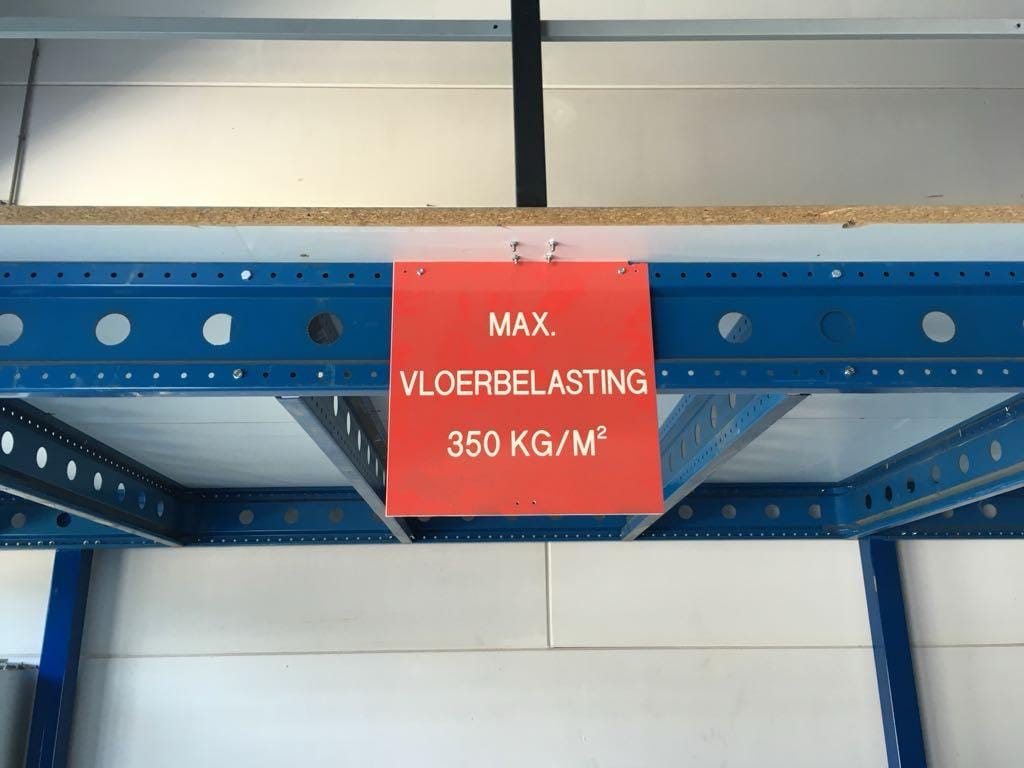 MAX.
VLOERBELASTING
350 KG/M²